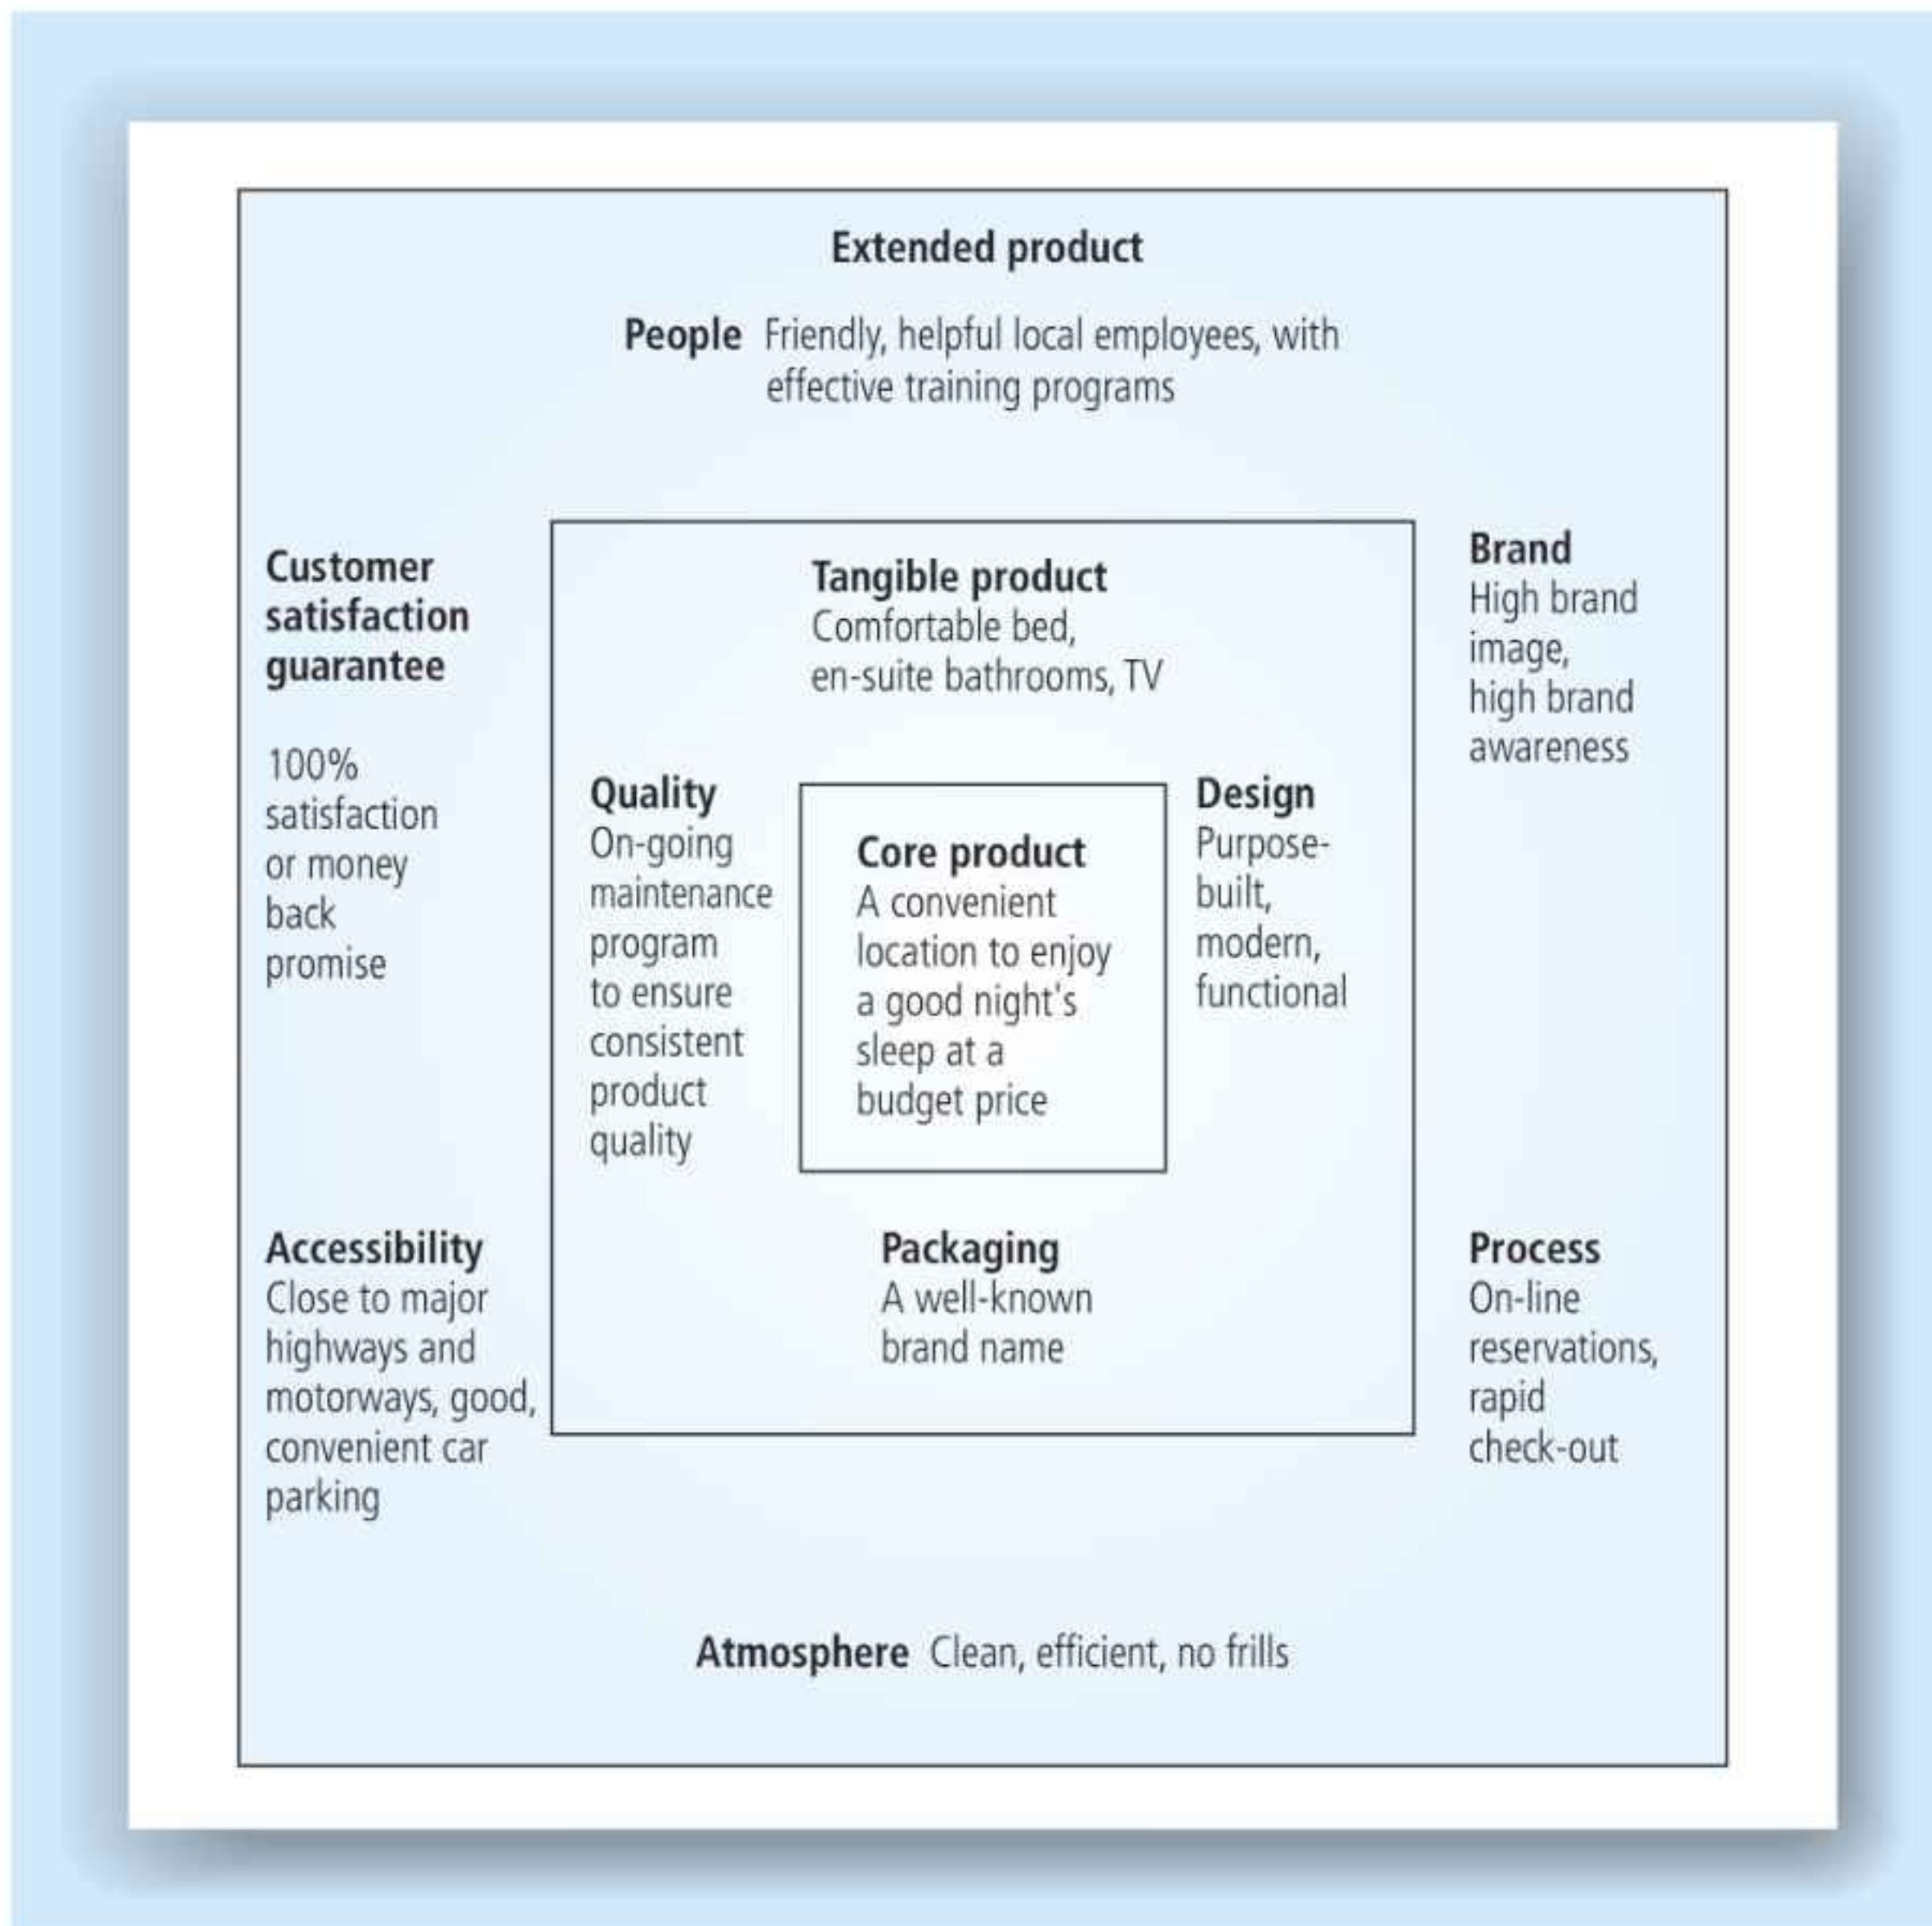 Extended product
People Friendly, helpful local employees, with
effective training programs
Customer
satisfaction
guarantee
100%
satisfaction
or money
back
promise
Tangible product
Comfortable bed,
en-suite bathrooms, TV
Brand
High brand
image,
high brand
awareness
Quality
On-going
maintenance
program
to ensure
consistent
product
quality
Core product
A convenient
location to enjoy
a good night's
sleep at a
budget price
Design
Purpose-
built,
modern,
functional
Accessibility
Close to major
highways and
motorways, good,
convenient car
parking
Packaging
A well-known
brand name
Process
On-line
reservations,
rapid
check-out
Atmosphere Clean, efficient, no frills